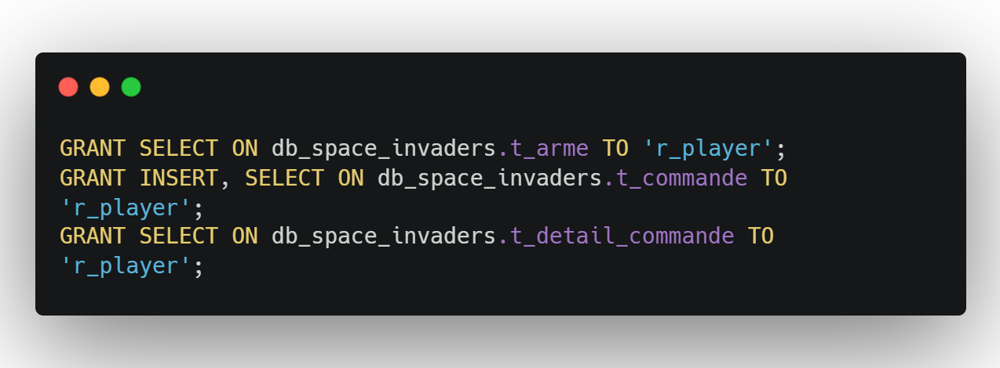 GRANT SELECT ON db_space_invaders.t_arme TO 'r_player';
GRANT INSERT, SELECT ON db_space_invaders.t_commande TO
'r_player';
GRANT SELECT ON db_space_invaders.t_detail_commande TO
'r_player';